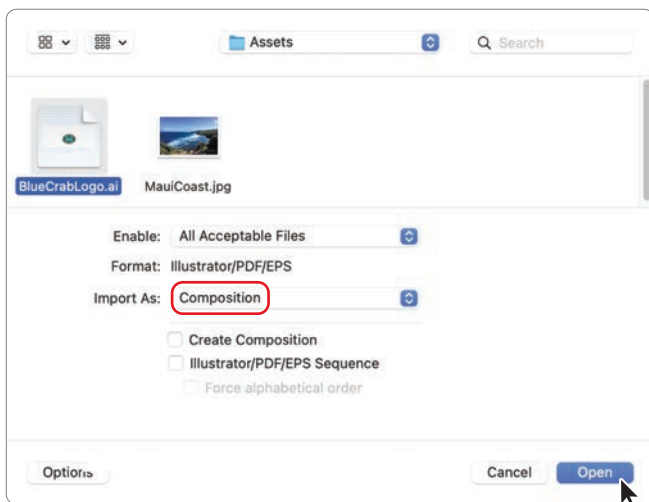 Assets
Search
BlueCrabLogo.ai
MauiCoast.jpg
Enable: All Acceptable Files
Format: Illustrator/PDF/EPS
Import As: Composition
Create Composition
Illustrator/PDF/EPS Sequence
Force alphabetical order
Options
Cancel
Open